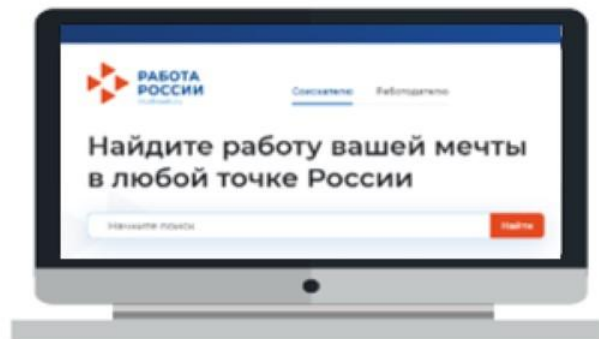 РАБОТА
РОССИИ
Соискателю Работодателю
Найдите работу вашей мечты
в любой точке России
Начните поиск
Найти